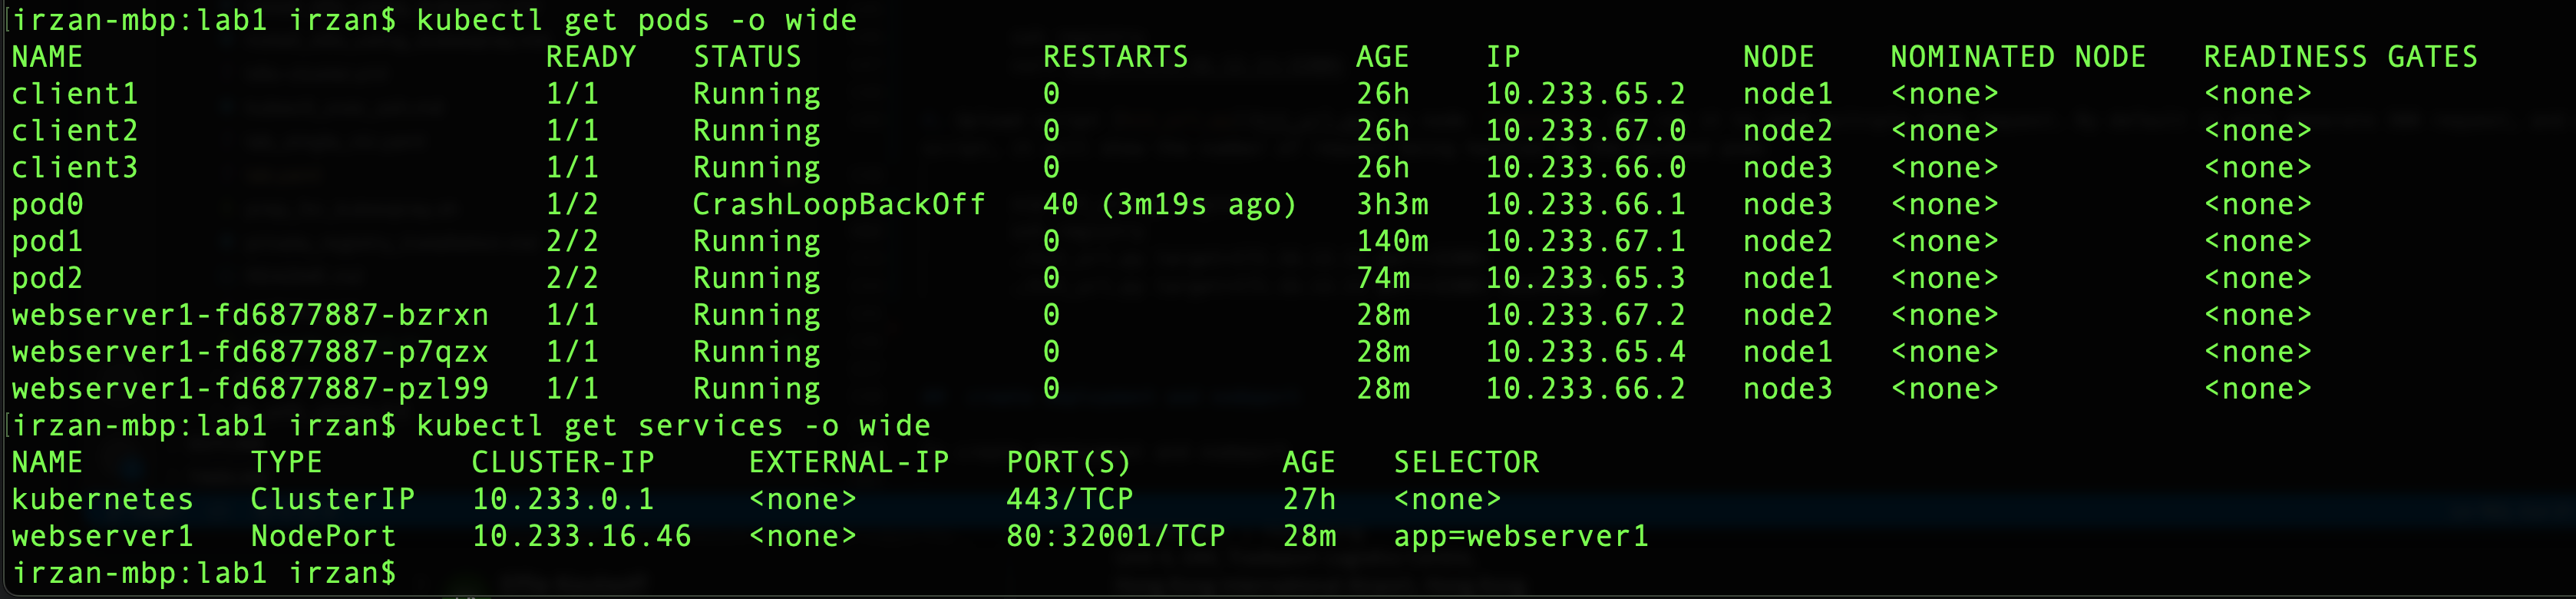 [irzan-mbp:lab1 irzan$ kubectl get pods -o wide
NAME READY STATUS RESTARTS AGE IP NODE NOMINATED NODE READINESS GATES
client1 1/1 Running 0 26h 10.233.65.2 node1 <none> <none>
client2 1/1 Running 0 26h 10.233.67.0 node2 <none> <none>
client3 1/1 Running 0 26h 10.233.66.0 node3 <none> <none>
pod0 1/2 CrashLoopBackOff 40 (3m19s ago) 3h3m 10.233.66.1 node3 <none> <none>
pod1 2/2 Running 0 140m 10.233.67.1 node2 <none> <none>
pod2 2/2 Running 0 74m 10.233.65.3 node1 <none> <none>
webserver1-fd6877887-bzrxn 1/1 Running 0 28m 10.233.67.2 node2 <none> <none>
webserver1-fd6877887-p7qzx 1/1 Running 0 28m 10.233.65.4 node1 <none> <none>
webserver1-fd6877887-pzl99 1/1 Running 0 28m 10.233.66.2 node3 <none> <none>
[irzan-mbp:lab1 irzan$ kubectl get services -o wide
NAME TYPE CLUSTER-IP EXTERNAL-IP PORT(S) AGE SELECTOR
kubernetes ClusterIP 10.233.0.1 <none> 443/TCP 27h <none>
webserver1 NodePort 10.233.16.46 <none> 80:32001/TCP 28m app=webserver1
irzan-mbp:lab1 irzan$